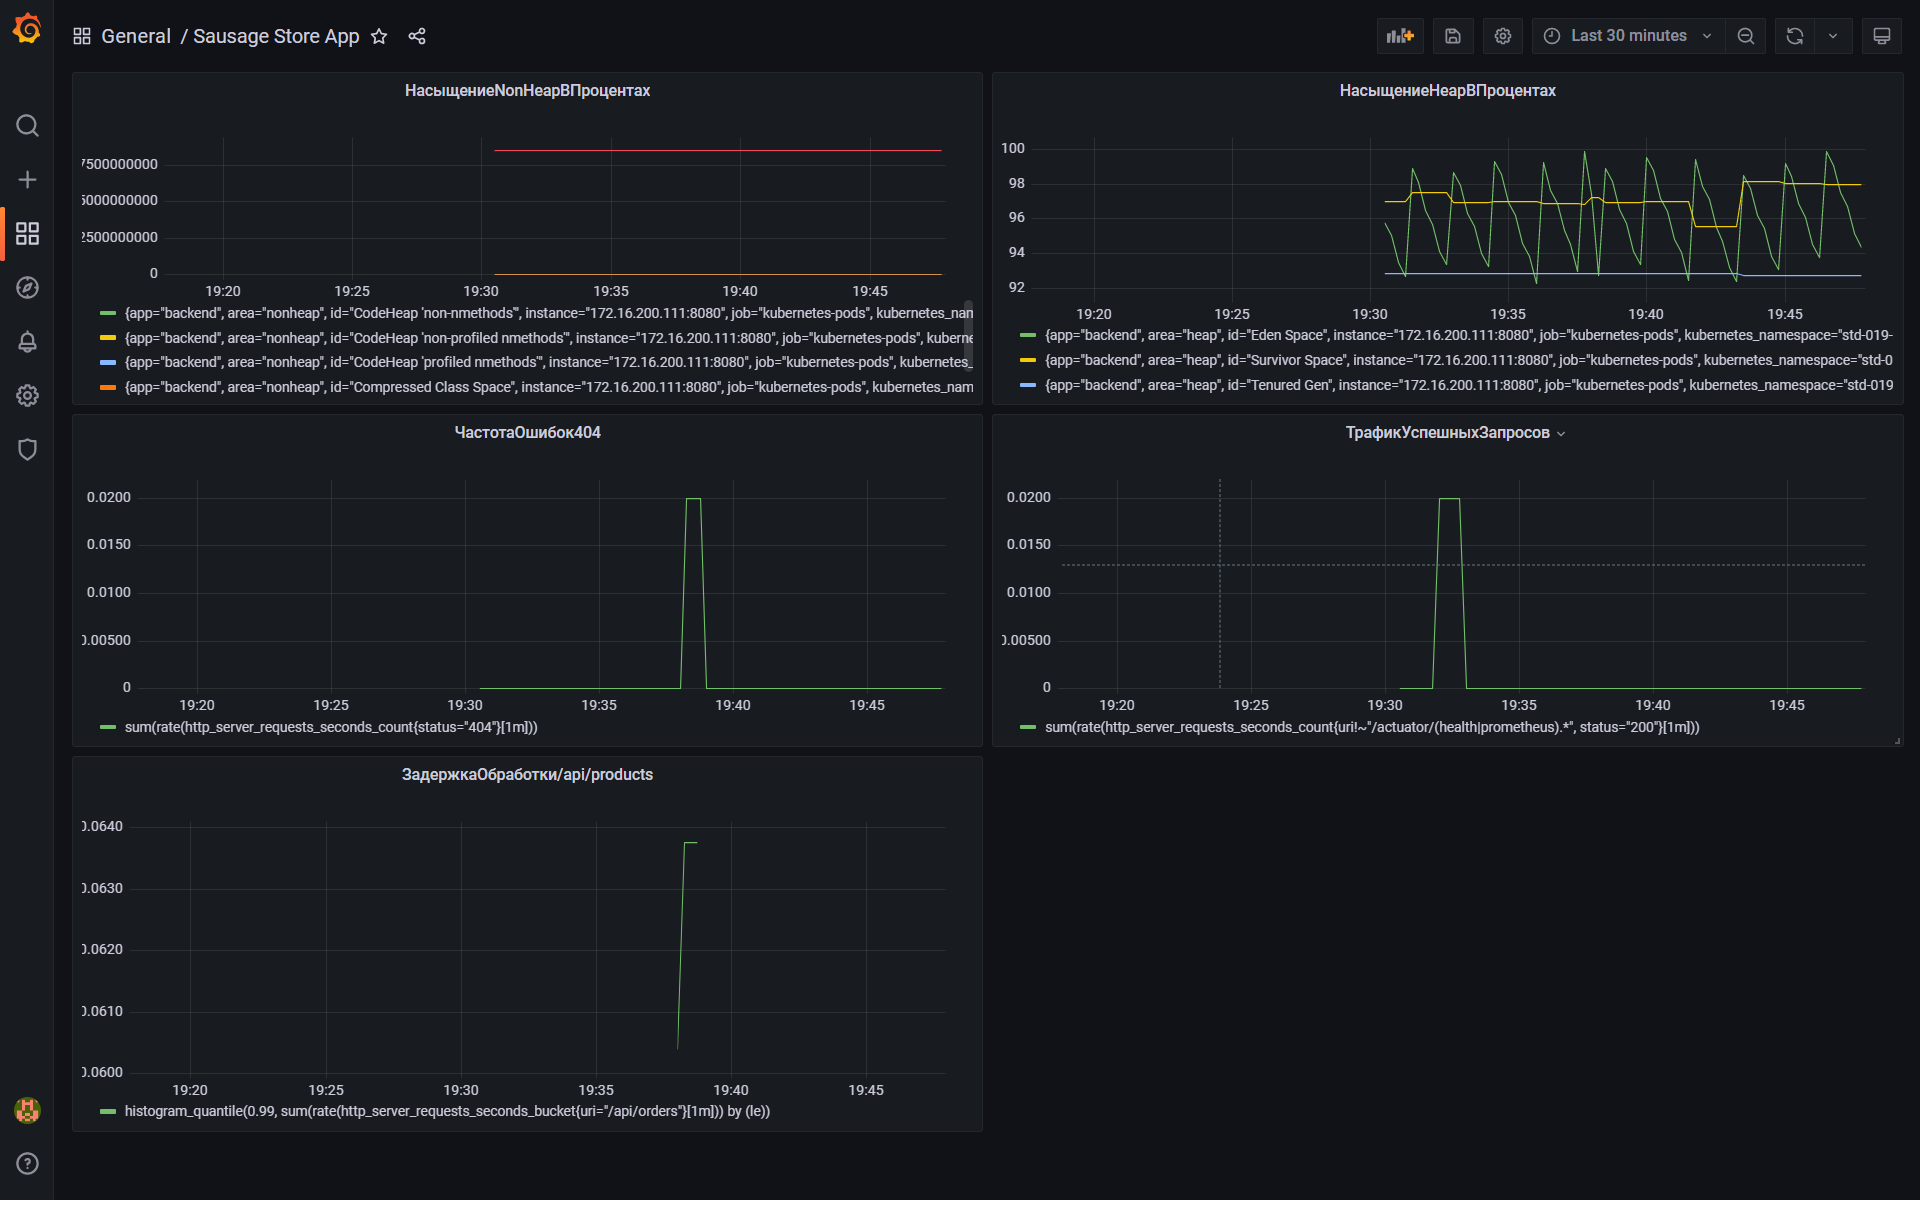 General / Sausage Store App
Last 30 minutes
НасыщениеNonHeapВПроцентах
7500000000
5000000000
2500000000
0
19:20 19:25 19:30 19:35 19:40 19:45
{app="backend", area="nonheap", id="CodeHeap 'non-nmethods'", instance="172.16.200.111:8080", job="kubernetes-pods", kubernetes_nam
{app="backend", area="nonheap", id="CodeHeap 'non-profiled nmethods'", instance="172.16.200.111:8080", job="kubernetes-pods", kuberne
{app="backend", area="nonheap", id="CodeHeap 'profiled nmethods'", instance="172.16.200.111:8080", job="kubernetes-pods", kubernetes_
{app="backend", area="nonheap", id="Compressed Class Space", instance="172.16.200.111:8080", job="kubernetes-pods", kubernetes_nam
НасыщениеHeapВПроцентах
100
98
96
94
92
19:20 19:25 19:30 19:35 19:40 19:45
{app="backend", area="heap", id="Eden Space", instance="172.16.200.111:8080", job="kubernetes-pods", kubernetes_namespace="std-019-
{app="backend", area="heap", id="Survivor Space", instance="172.16.200.111:8080", job="kubernetes-pods", kubernetes_namespace="std-0
{app="backend", area="heap", id="Tenured Gen", instance="172.16.200.111:8080", job="kubernetes-pods", kubernetes_namespace="std-019
ЧастотаОшибок404
0.0200
0.0150
0.0100
0.00500
0
19:20 19:25 19:30 19:35 19:40 19:45
sum(rate(http_server_requests_seconds_count{status="404"}[1m]))
ТрафикУспешныхЗапросов
0.0200
0.0150
0.0100
0.00500
0
19:20 19:25 19:30 19:35 19:40 19:45
sum(rate(http_server_requests_seconds_count{uri!~"/actuator/(health|prometheus).*", status="200"}[1m]))
ЗадержкаОбработки/api/products
0.0640
0.0630
0.0620
0.0610
0.0600
19:20 19:25 19:30 19:35 19:40 19:45
histogram_quantile(0.99, sum(rate(http_server_requests_seconds_bucket{uri="/api/orders"}[1m])) by (le))